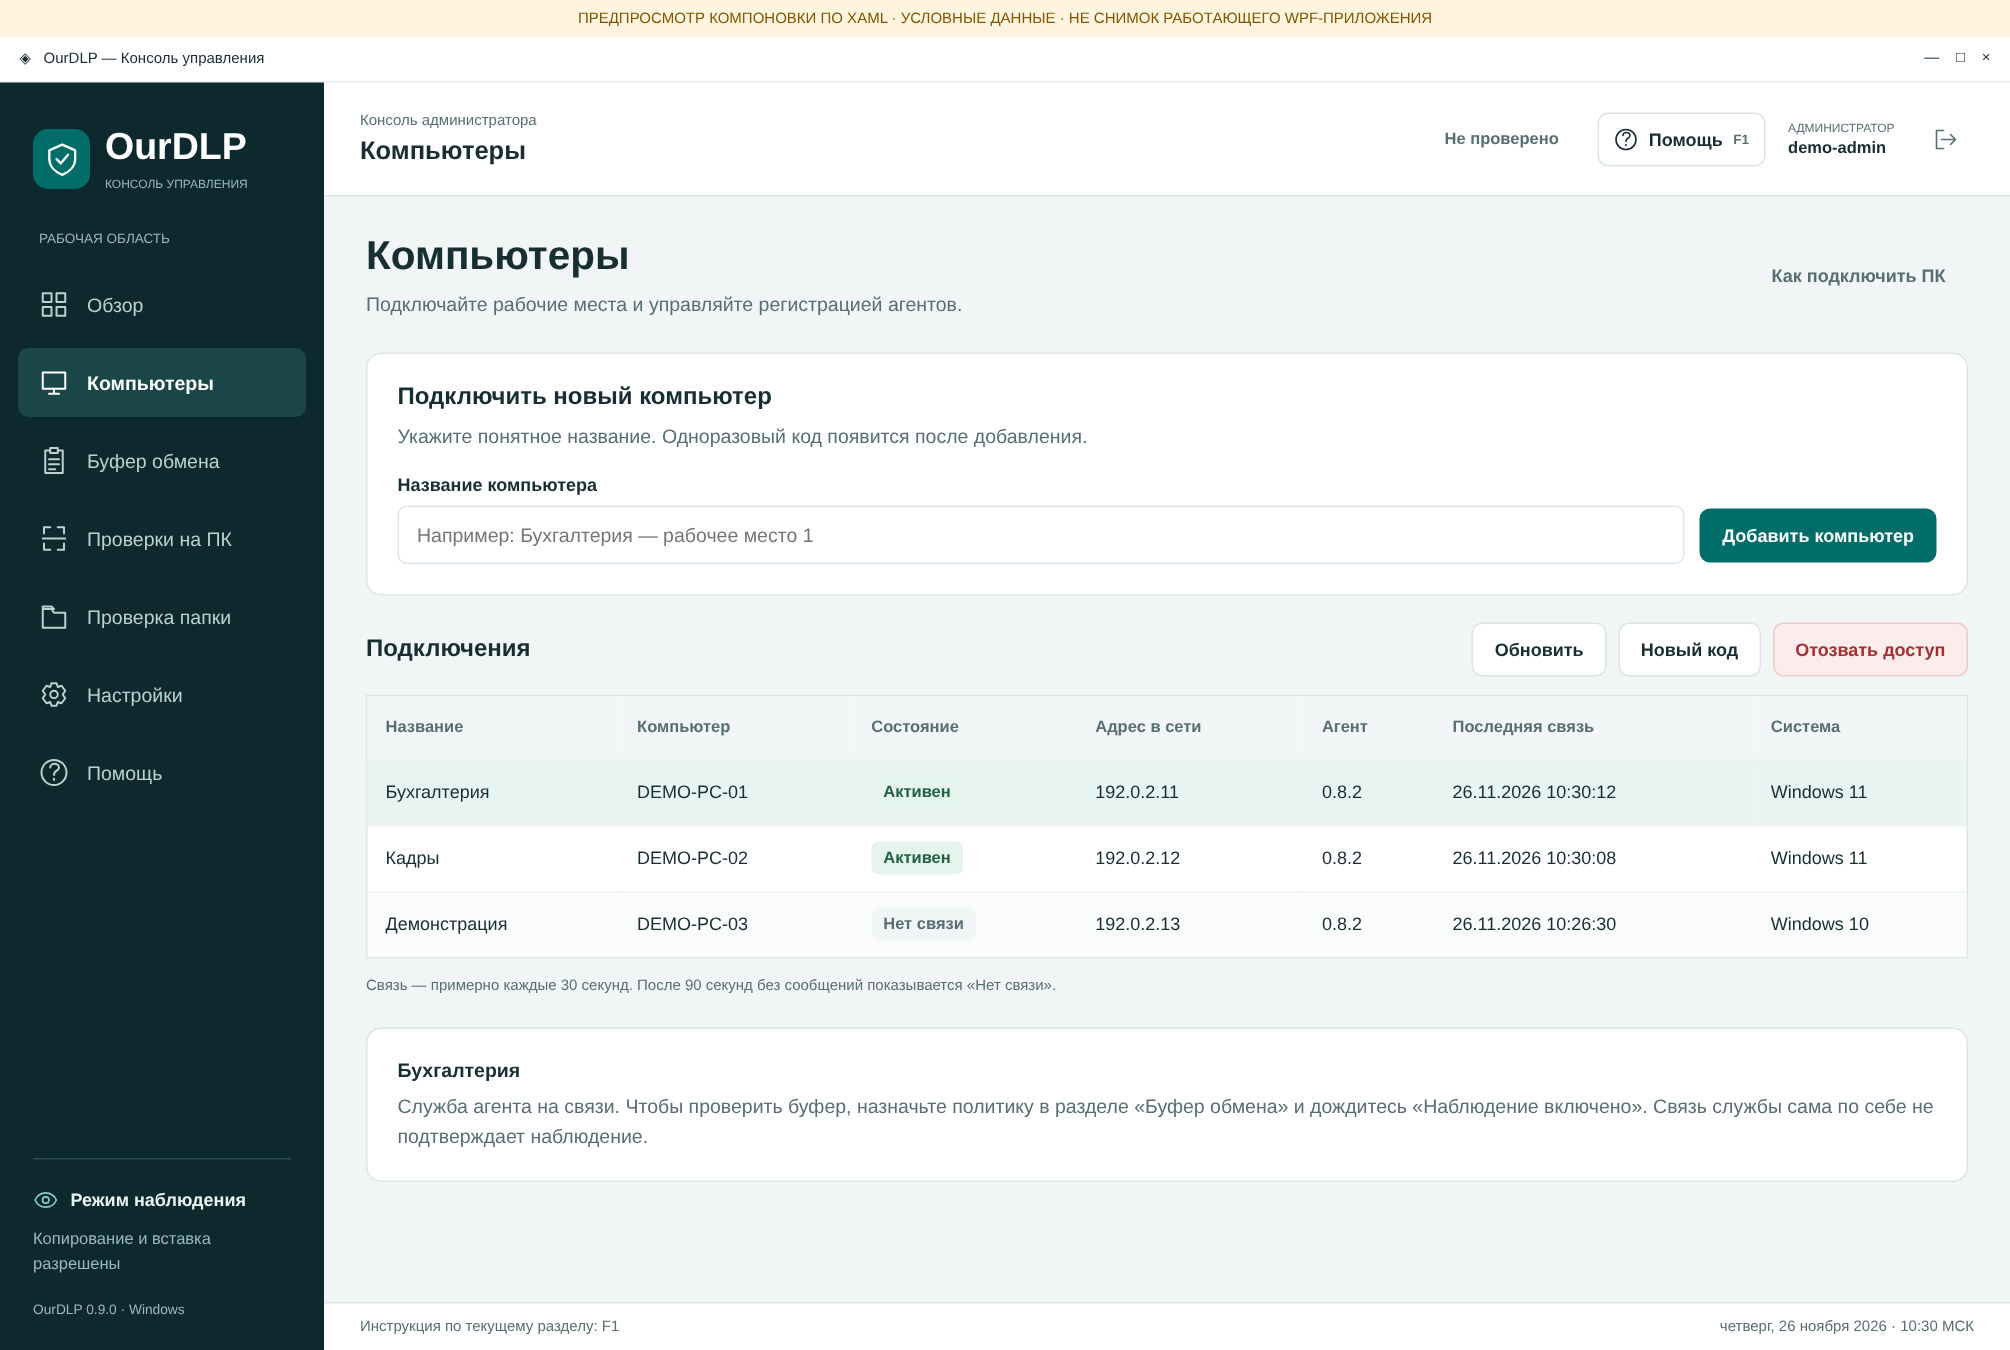 ПРЕДПРОСМОТР КОМПОНОВКИ ПО XAML · УСЛОВНЫЕ ДАННЫЕ · НЕ СНИМОК РАБОТАЮЩЕГО WPF-ПРИЛОЖЕНИЯ
OurDLP — Консоль управления
OurDLP
КОНСОЛЬ УПРАВЛЕНИЯ
РАБОЧАЯ ОБЛАСТЬ
Обзор
Компьютеры
Буфер обмена
Проверки на ПК
Проверка папки
Настройки
Помощь
Режим наблюдения
Копирование и вставка
разрешены
OurDLP 0.9.0 · Windows
Консоль администратора
Компьютеры
Не проверено
Помощь F1
АДМИНИСТРАТОР
demo-admin
Компьютеры
Подключайте рабочие места и управляйте регистрацией агентов.
Как подключить ПК
Подключить новый компьютер
Укажите понятное название. Одноразовый код появится после добавления.
Название компьютера
Например: Бухгалтерия — рабочее место 1
Добавить компьютер
Подключения
Обновить
Новый код
Отозвать доступ
Название Компьютер Состояние Адрес в сети Агент Последняя связь Система
Бухгалтерия DEMO-PC-01 Активен 192.0.2.11 0.8.2 26.11.2026 10:30:12 Windows 11
Кадры DEMO-PC-02 Активен 192.0.2.12 0.8.2 26.11.2026 10:30:08 Windows 11
Демонстрация DEMO-PC-03 Нет связи 192.0.2.13 0.8.2 26.11.2026 10:26:30 Windows 10
Связь — примерно каждые 30 секунд. После 90 секунд без сообщений показывается «Нет связи».
Бухгалтерия
Служба агента на связи. Чтобы проверить буфер, назначьте политику в разделе «Буфер обмена» и дождитесь «Наблюдение включено». Связь службы сама по себе не
подтверждает наблюдение.
Инструкция по текущему разделу: F1
четверг, 26 ноября 2026 · 10:30 МСК